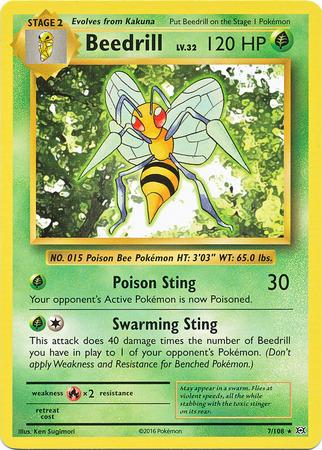 STAGE 2
Evolves from Kakuna
Put Beedrill on the Stage 1 Pokémon
Beedrill LV.32 120 HP
NO. 015 Poison Bee Pokémon HT: 3'03" WT: 65.0 lbs.
Poison Sting 30
Your opponent's Active Pokémon is now Poisoned.
Swarming Sting
This attack does 40 damage times the number of Beedrill
you have in play to 1 of your opponent's Pokémon. (Don't
apply Weakness and Resistance for Benched Pokémon.)
weakness ×2 resistance
retreat
cost
May appear in a swarm. Flies at
violent speeds, all the while
stabbing with the toxic stinger
on its rear.
Illus. Ken Sugimori
©2016 Pokémon
7/108 ★